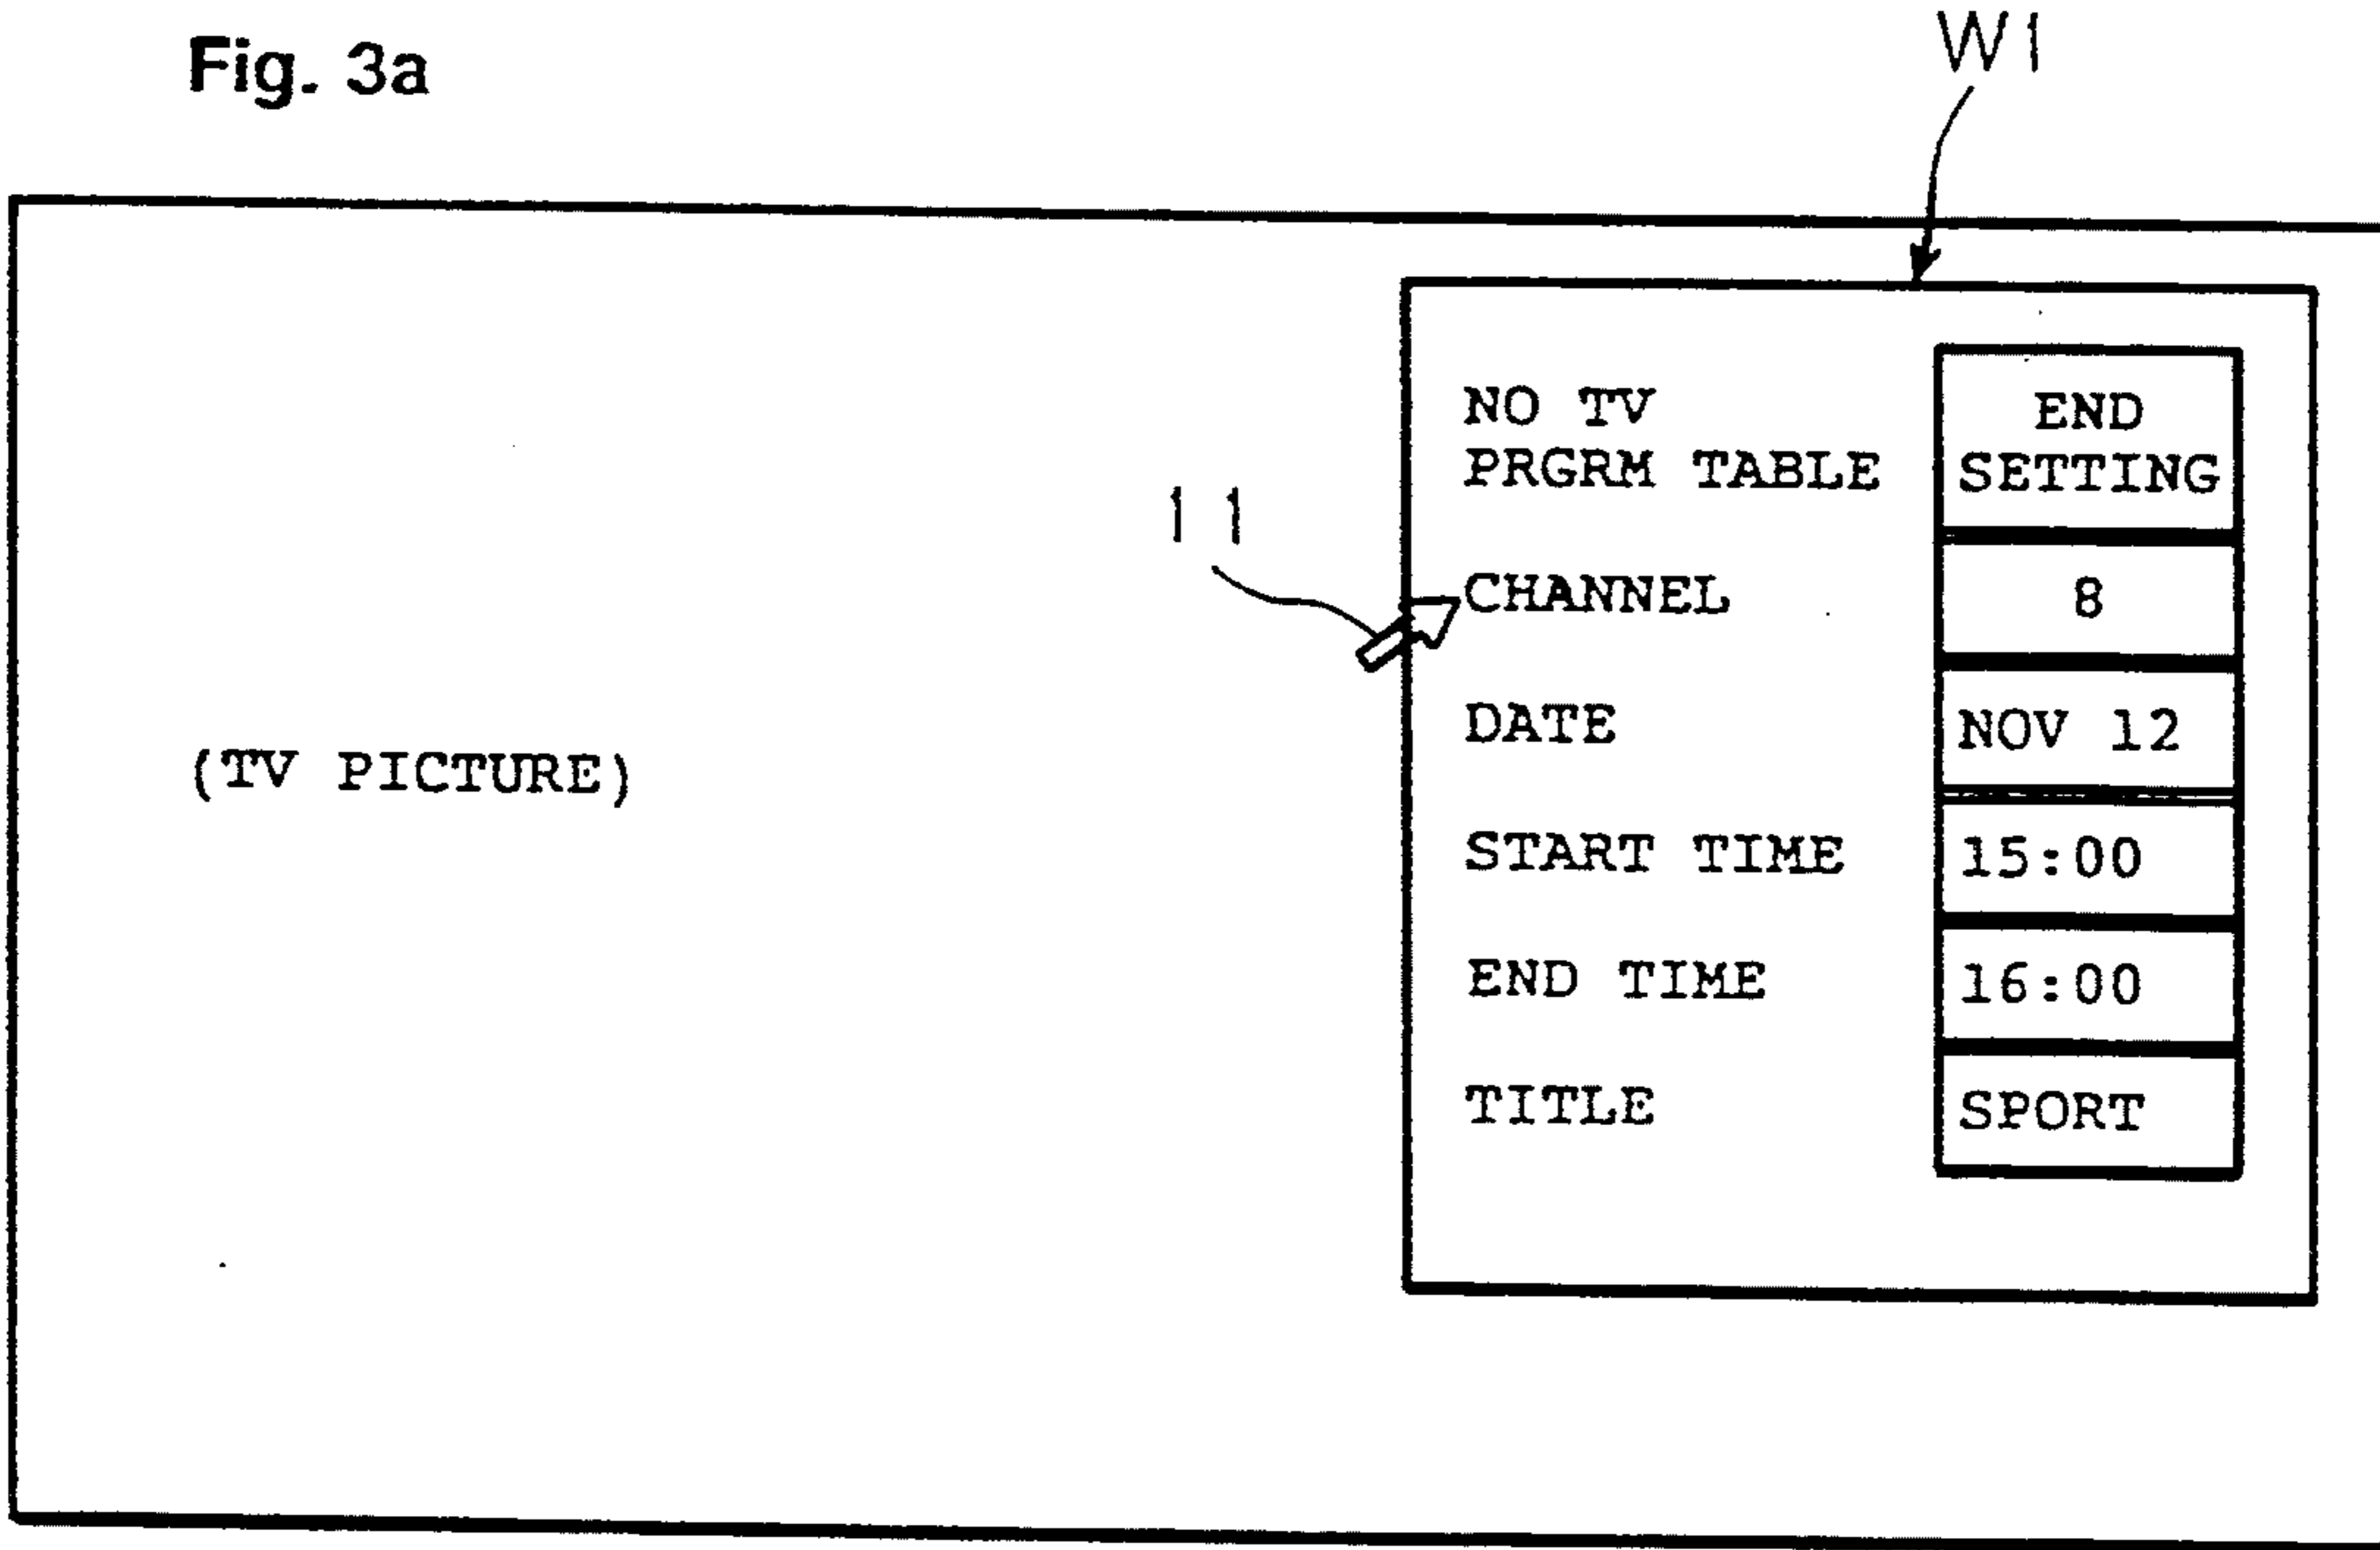 Fig. 3a
W1
NO TV
PRGRM TABLE
END
SETTING
11
CHANNEL
8
DATE
NOV 12
(TV PICTURE)
START TIME
15:00
END TIME
16:00
TITLE
SPORT